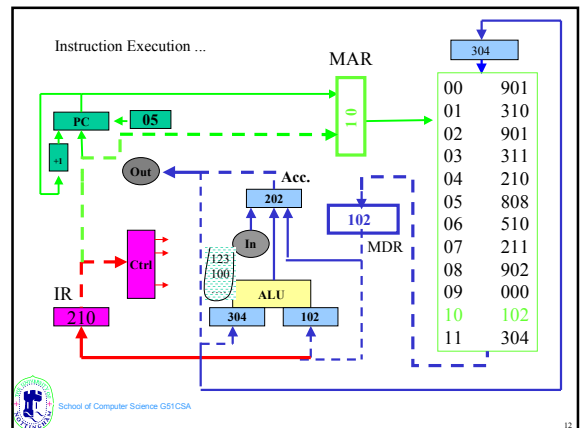 Instruction Execution ...
MAR
304
10
PC
05
+1
Out
Acc.
202
In
Ctrl
123
100
102
MDR
ALU
IR
210
304
102
00 901
01 310
02 901
03 311
04 210
05 808
06 510
07 211
08 902
09 000
10 102
11 304
NOTTINGHAM
School of Computer Science G51CSA
12